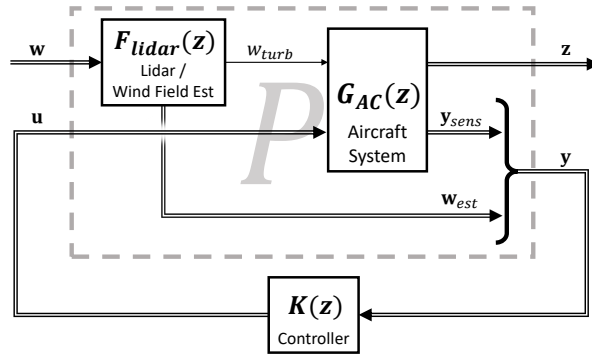 w
F_lidar(z)
Lidar /
Wind Field Est
w_turb
G_AC(z)
Aircraft
System
z
u
P
y_sens
y
w_est
K(z)
Controller